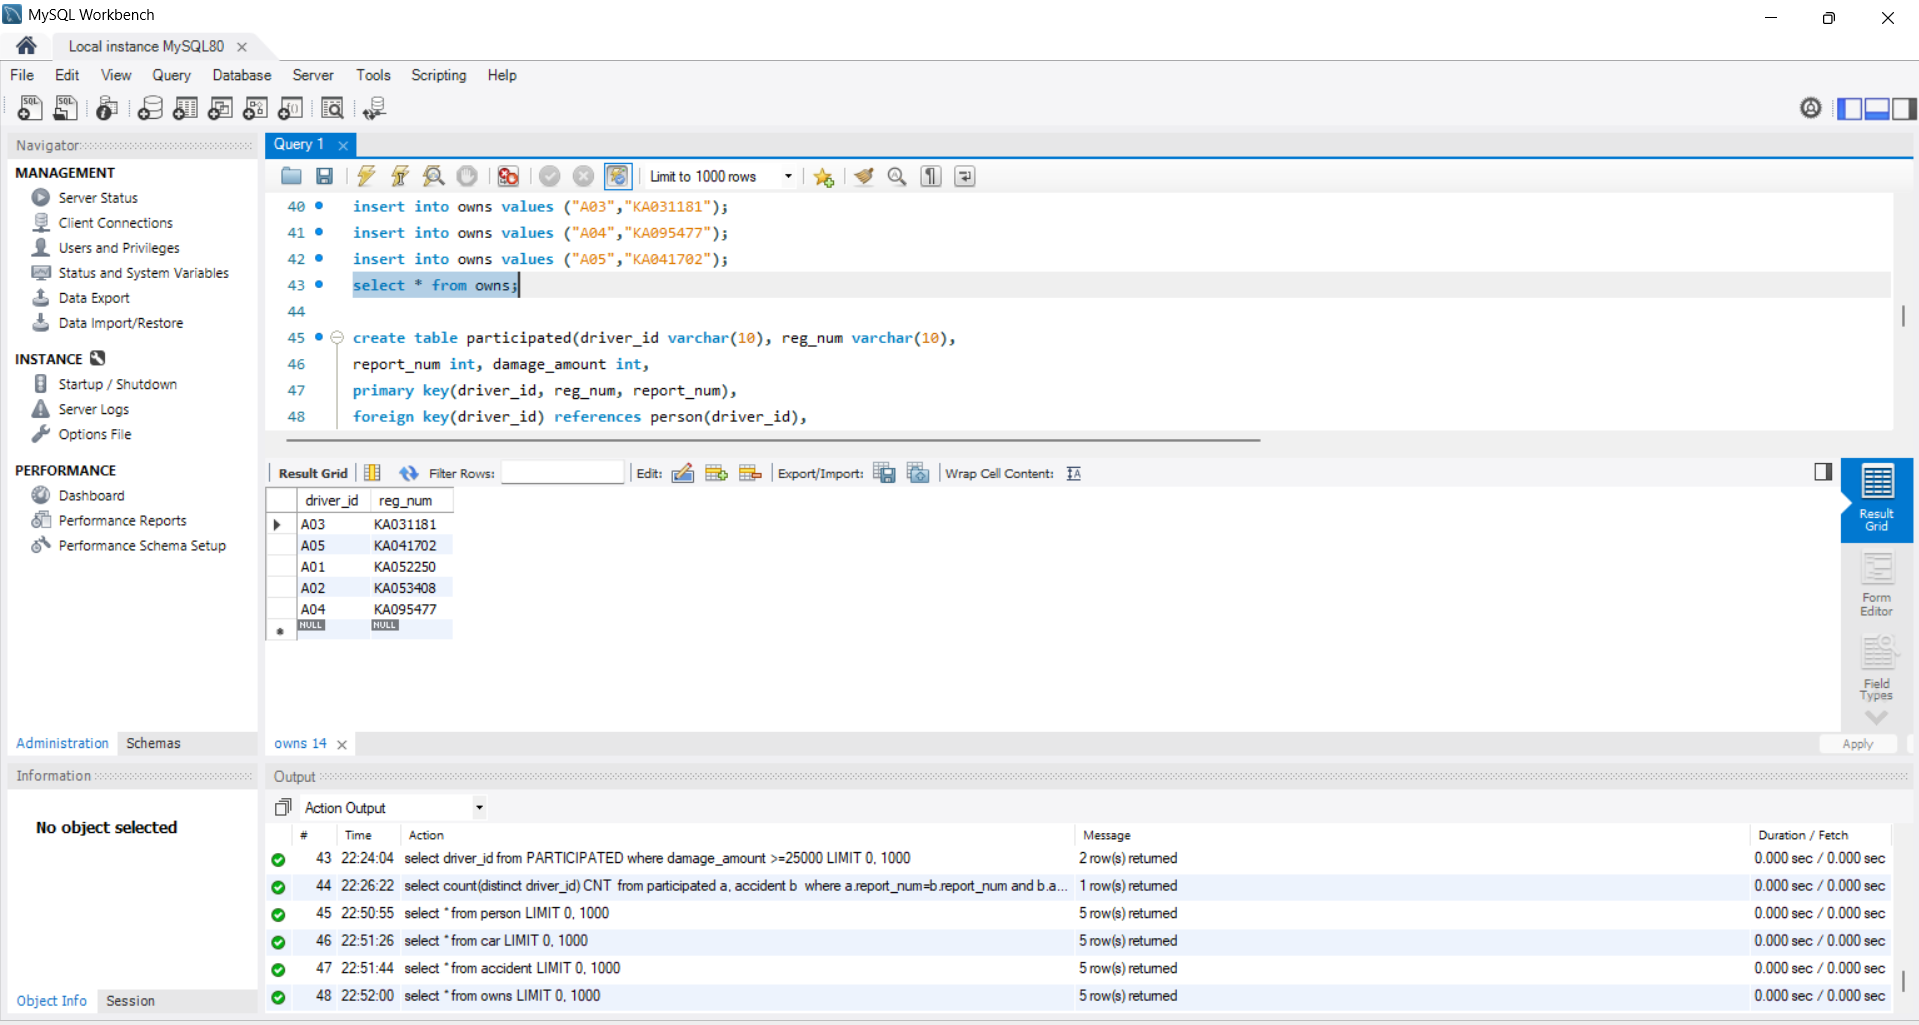 MySQL Workbench
Local instance MySQL80
File Edit View Query Database Server Tools Scripting Help
Navigator
MANAGEMENT
Server Status
Client Connections
Users and Privileges
Status and System Variables
Data Export
Data Import/Restore
INSTANCE
Startup / Shutdown
Server Logs
Options File
PERFORMANCE
Dashboard
Performance Reports
Performance Schema Setup
Administration Schemas
Information
No object selected
Object Info Session
Query 1
Limit to 1000 rows
40 insert into owns values ("A03","KA031181");
41 insert into owns values ("A04","KA095477");
42 insert into owns values ("A05","KA041702");
43 select * from owns;
44
45 create table participated(driver_id varchar(10), reg_num varchar(10),
46 report_num int, damage_amount int,
47 primary key(driver_id, reg_num, report_num),
48 foreign key(driver_id) references person(driver_id),
Result Grid Filter Rows: Edit: Export/Import: Wrap Cell Content:
driver_id reg_num
A03 KA031181
A05 KA041702
A01 KA052250
A02 KA053408
A04 KA095477
NULL NULL
Result
Grid
Form
Editor
Field
Types
owns 14
Apply
Output
Action Output
# Time Action Message Duration / Fetch
43 22:24:04 select driver_id from PARTICIPATED where damage_amount >=25000 LIMIT 0, 1000 2 row(s) returned 0.000 sec / 0.000 sec
44 22:26:22 select count(distinct driver_id) CNT from participated a, accident b where a.report_num=b.report_num and b.a... 1 row(s) returned 0.000 sec / 0.000 sec
45 22:50:55 select * from person LIMIT 0, 1000 5 row(s) returned 0.000 sec / 0.000 sec
46 22:51:26 select * from car LIMIT 0, 1000 5 row(s) returned 0.000 sec / 0.000 sec
47 22:51:44 select * from accident LIMIT 0, 1000 5 row(s) returned 0.000 sec / 0.000 sec
48 22:52:00 select * from owns LIMIT 0, 1000 5 row(s) returned 0.000 sec / 0.000 sec